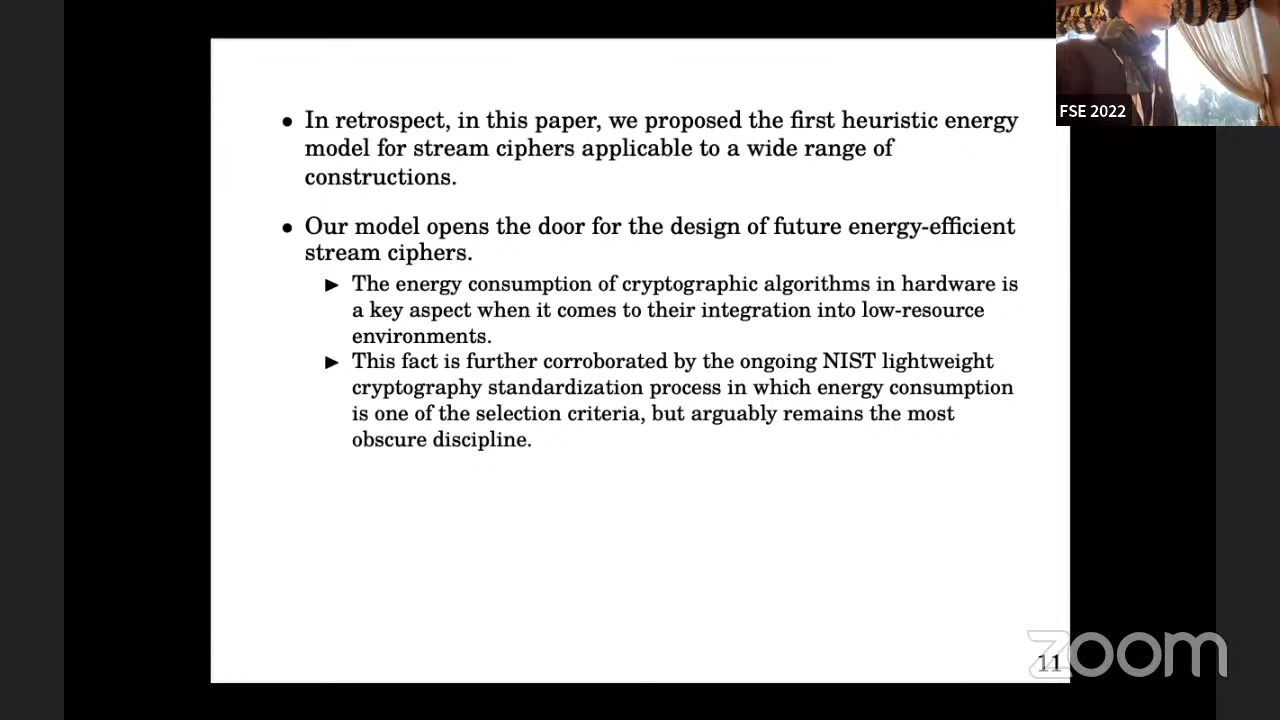 • In retrospect, in this paper, we proposed the first heuristic energy
model for stream ciphers applicable to a wide range of
constructions.
• Our model opens the door for the design of future energy-efficient
stream ciphers.
▶ The energy consumption of cryptographic algorithms in hardware is
a key aspect when it comes to their integration into low-resource
environments.
▶ This fact is further corroborated by the ongoing NIST lightweight
cryptography standardization process in which energy consumption
is one of the selection criteria, but arguably remains the most
obscure discipline.
FSE 2022
11
zoom